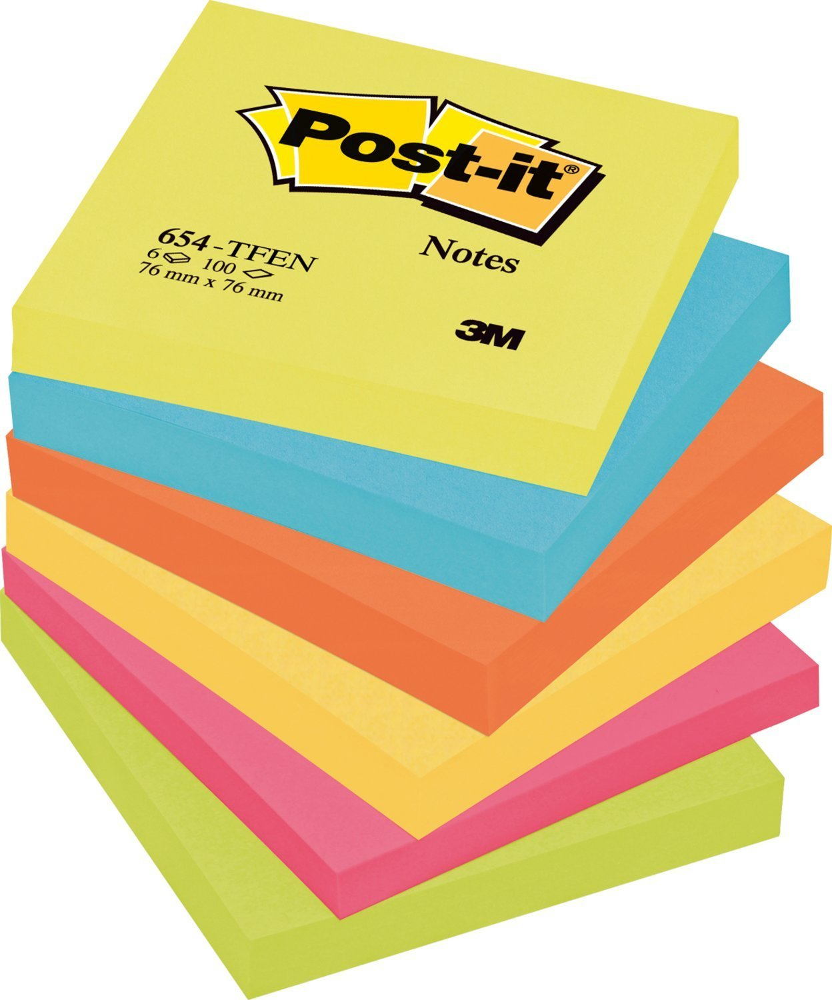 Post-it®
Notes
654-TFEN
6 100
76 mm x 76 mm
3M